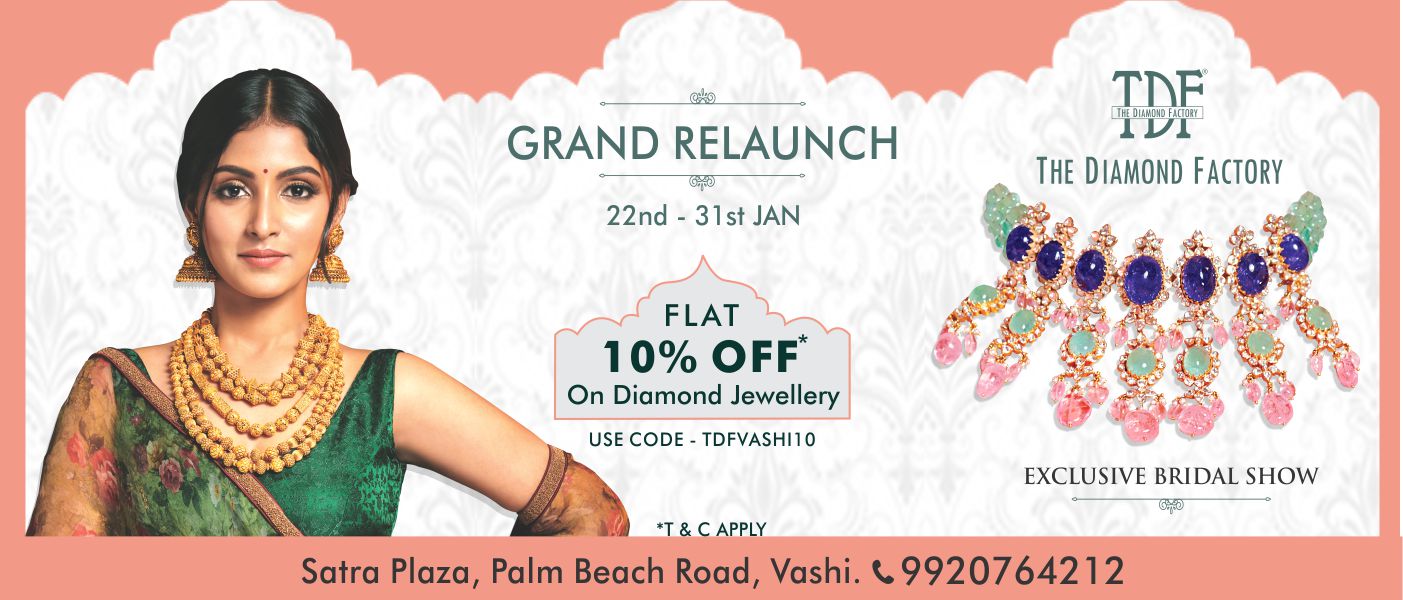 GRAND RELAUNCH
22nd - 31st JAN
FLAT
10% OFF*
On Diamond Jewellery
USE CODE - TDFVASHI10
*T & C APPLY
TDF®
THE DIAMOND FACTORY
THE DIAMOND FACTORY
EXCLUSIVE BRIDAL SHOW
Satra Plaza, Palm Beach Road, Vashi. 9920764212